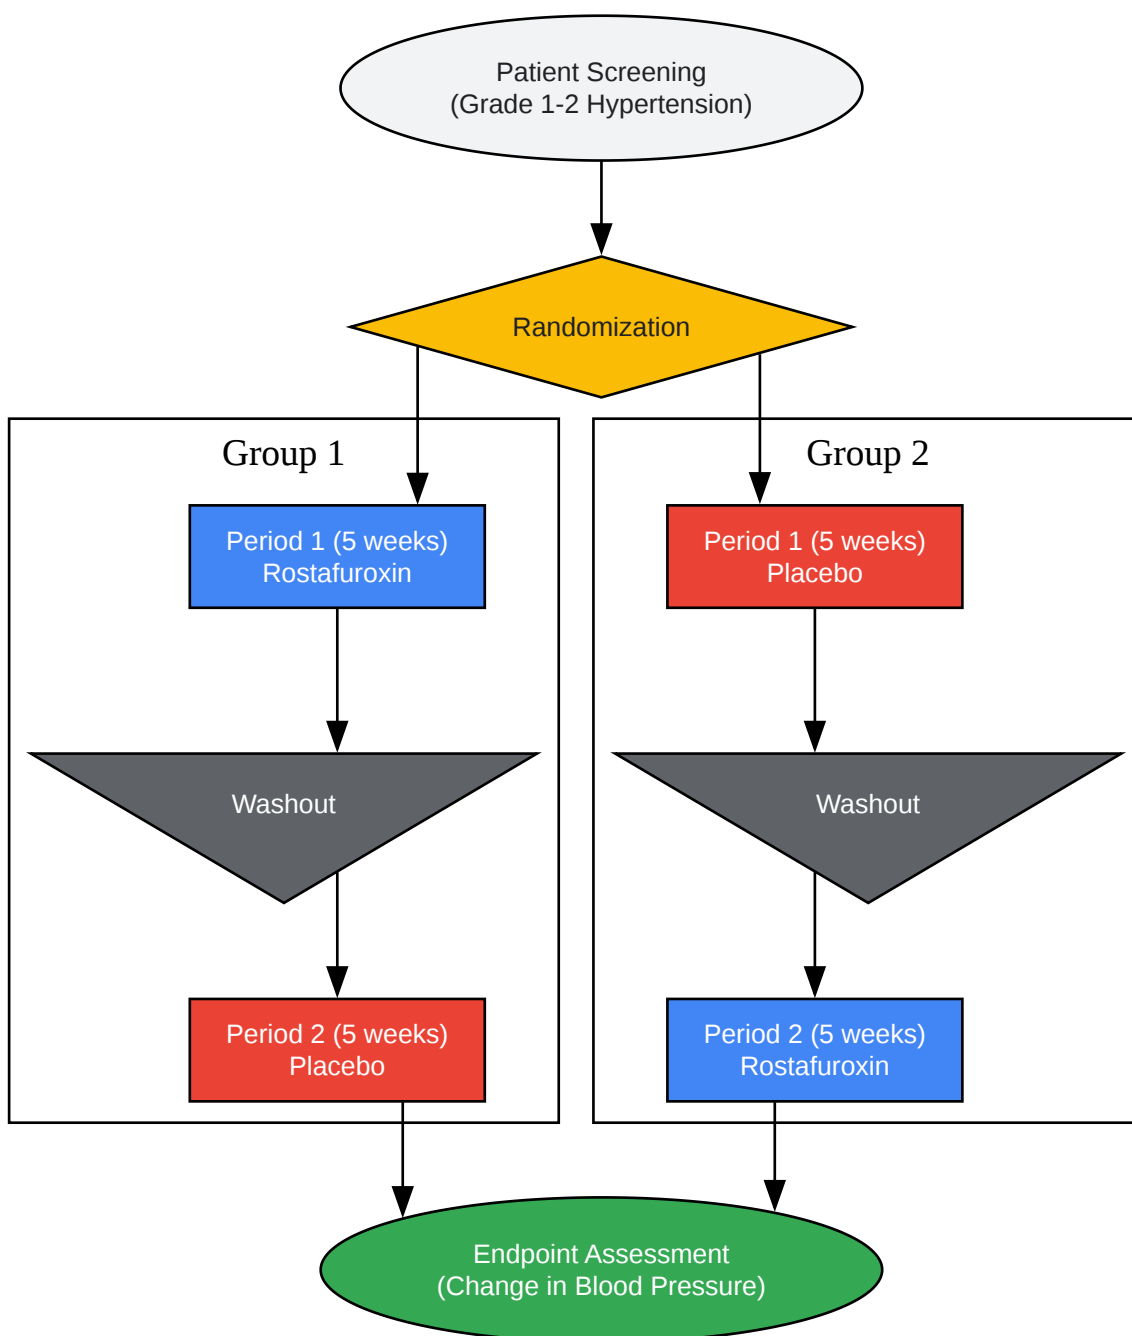 Patient Screening
(Grade 1-2 Hypertension)
Randomization
Group 1
Period 1 (5 weeks)
Rostafuroxin
Washout
Period 2 (5 weeks)
Placebo
Group 2
Period 1 (5 weeks)
Placebo
Washout
Period 2 (5 weeks)
Rostafuroxin
Endpoint Assessment
(Change in Blood Pressure)